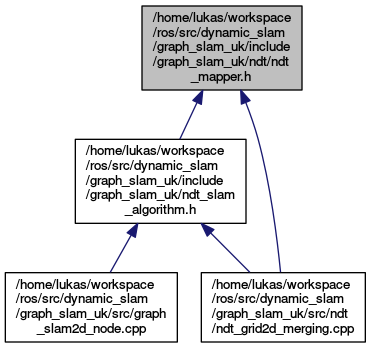 /home/lukas/workspace
/ros/src/dynamic_slam
/graph_slam_uk/include
/graph_slam_uk/ndt/ndt
_mapper.h
/home/lukas/workspace
/ros/src/dynamic_slam
/graph_slam_uk/include
/graph_slam_uk/ndt_slam
_algorithm.h
/home/lukas/workspace
/ros/src/dynamic_slam
/graph_slam_uk/src/graph
_slam2d_node.cpp
/home/lukas/workspace
/ros/src/dynamic_slam
/graph_slam_uk/src/ndt
/ndt_grid2d_merging.cpp